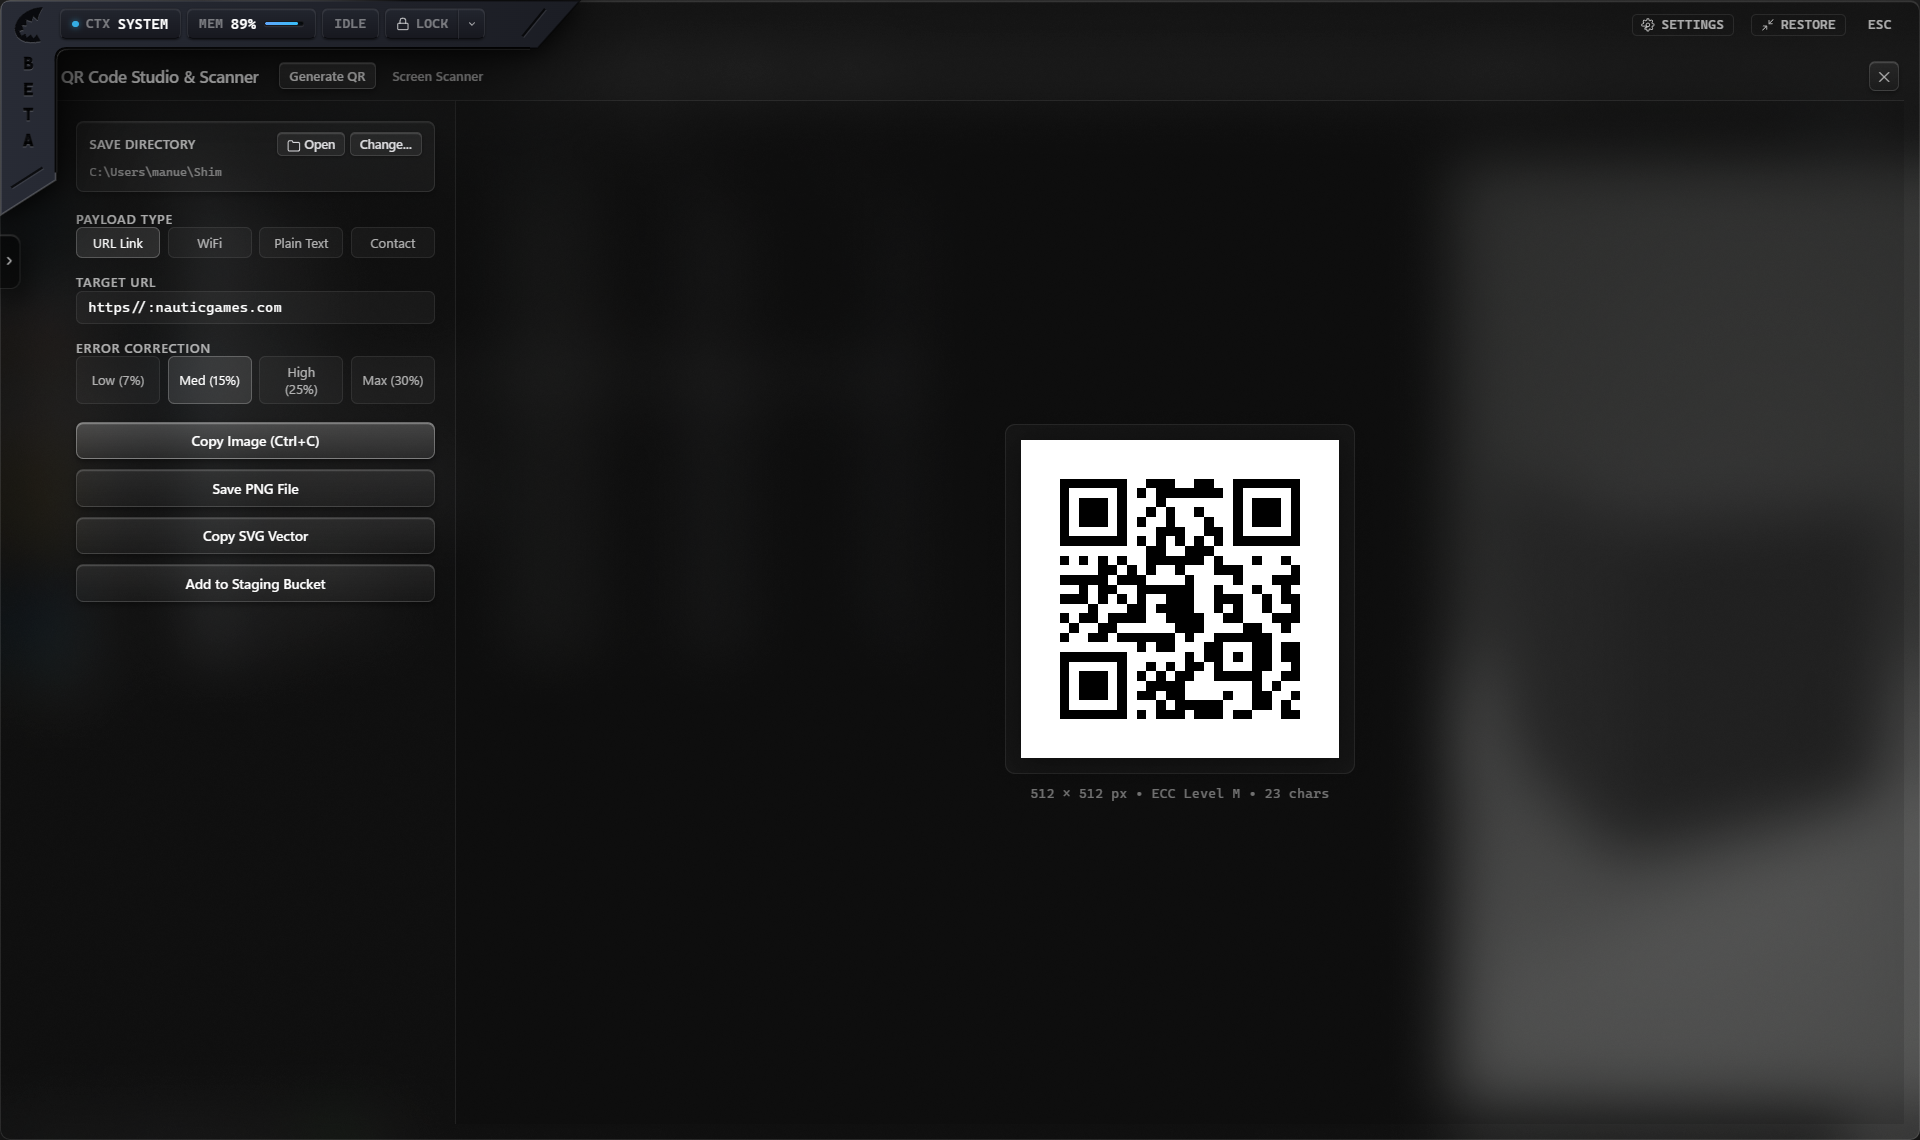 CTX SYSTEM MEM 89% IDLE LOCK SETTINGS RESTORE ESC
BETA
QR Code Studio & Scanner Generate QR Screen Scanner
SAVE DIRECTORY Open Change...
C:\Users\manue\Shim
PAYLOAD TYPE
URL Link WiFi Plain Text Contact
TARGET URL
https//:nauticgames.com
ERROR CORRECTION
Low (7%) Med (15%) High (25%) Max (30%)
Copy Image (Ctrl+C)
Save PNG File
Copy SVG Vector
Add to Staging Bucket
512 × 512 px • ECC Level M • 23 chars